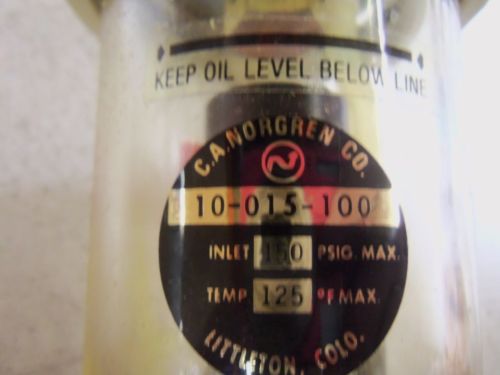 KEEP OIL LEVEL BELOW LINE
C.A.NORGREN CO.
10-015-100
INLET 150 PSIG. MAX.
TEMP 125 °F MAX.
LITTLETON, COLO.